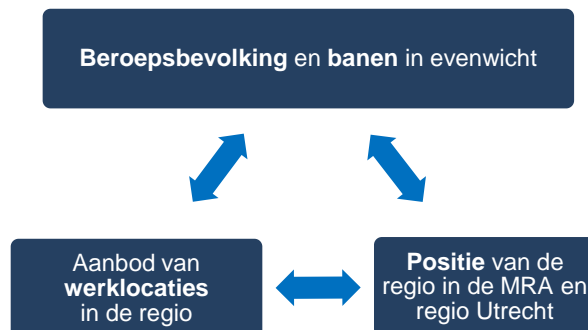 Beroepsbevolking en banen in evenwicht
Aanbod van
werklocaties
in de regio
Positie van de
regio in de MRA en
regio Utrecht